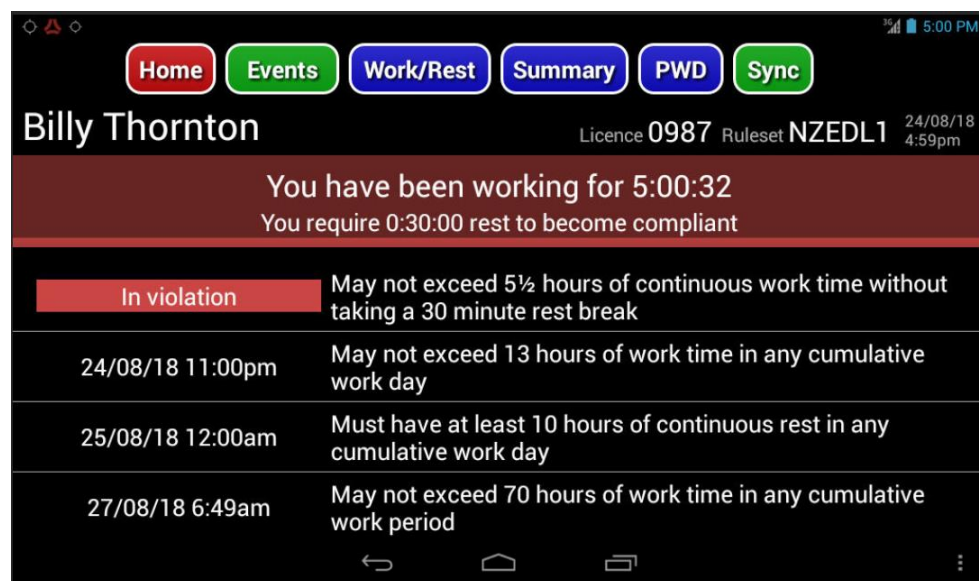 3G 5:00 PM
Home Events Work/Rest Summary PWD Sync
Billy Thornton Licence 0987 Ruleset NZEDL1 24/08/18
4:59pm
You have been working for 5:00:32
You require 0:30:00 rest to become compliant
In violation
May not exceed 5½ hours of continuous work time without
taking a 30 minute rest break
24/08/18 11:00pm
May not exceed 13 hours of work time in any cumulative
work day
25/08/18 12:00am
Must have at least 10 hours of continuous rest in any
cumulative work day
27/08/18 6:49am
May not exceed 70 hours of work time in any cumulative
work period